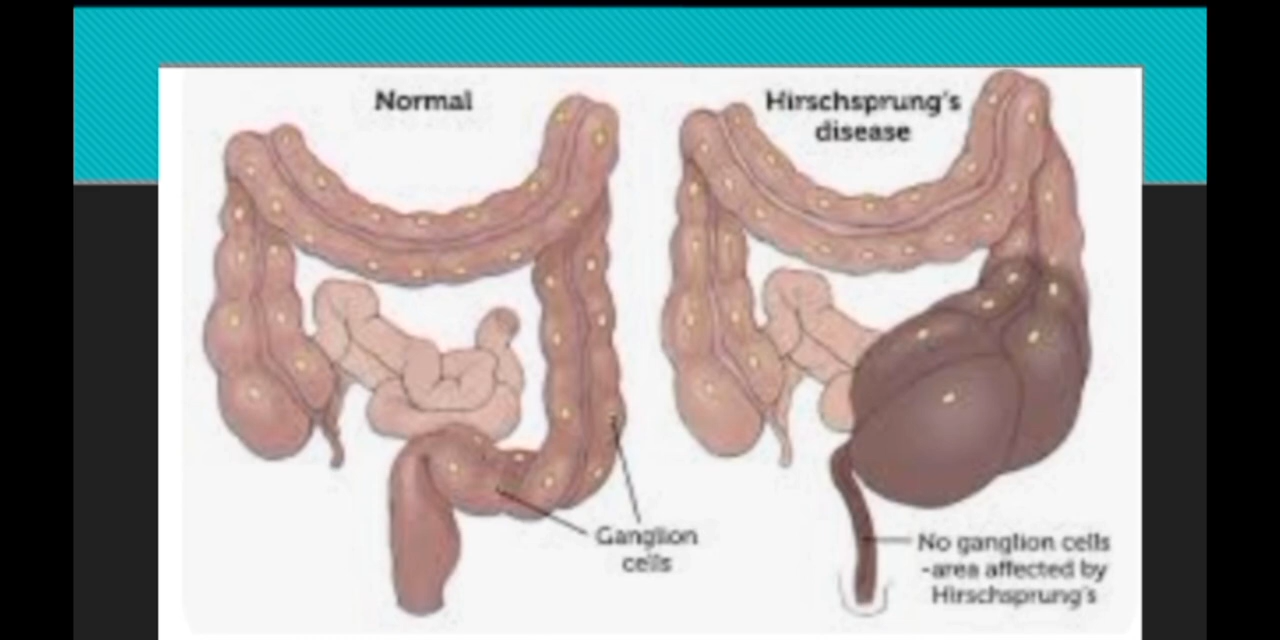 Normal
Hirschsprung's
disease
Ganglion
cells
No ganglion cells
-area affected by
Hirschsprung's